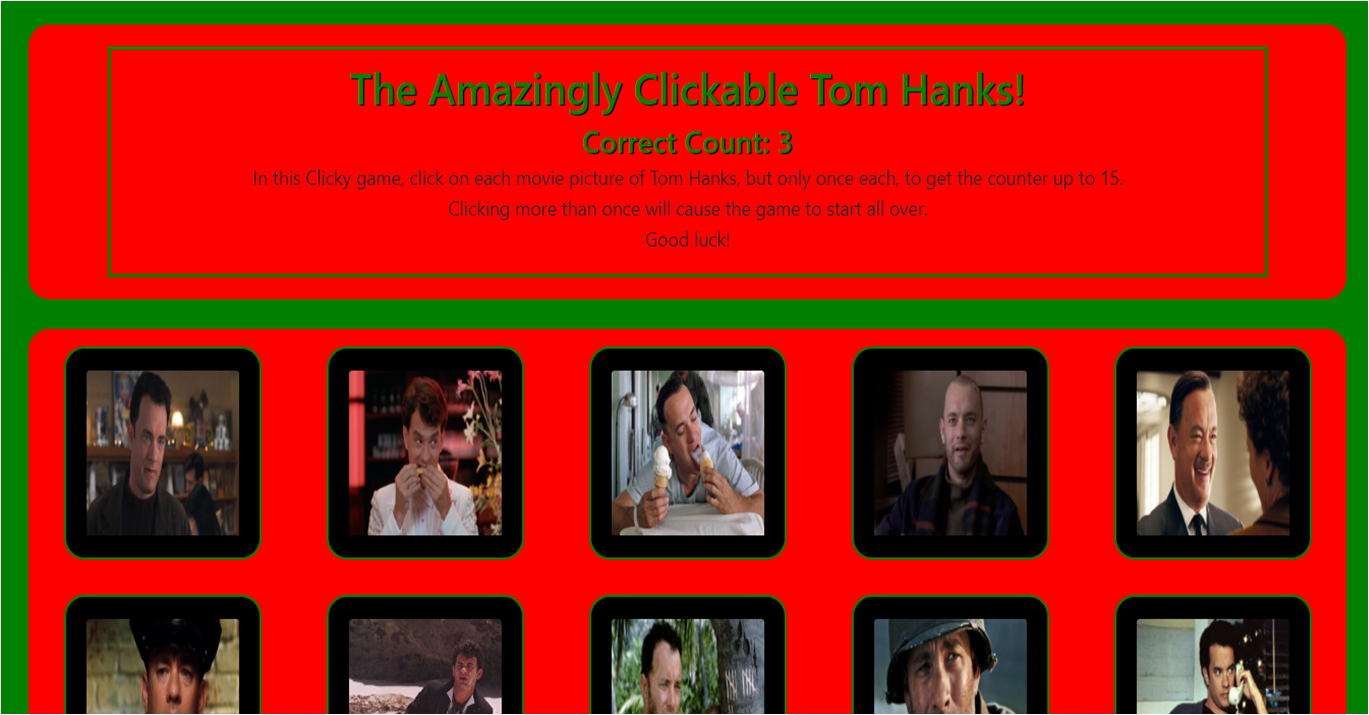 The Amazingly Clickable Tom Hanks!
Correct Count: 3
In this Clicky game, click on each movie picture of Tom Hanks, but only once each, to get the counter up to 15.
Clicking more than once will cause the game to start all over.
Good luck!